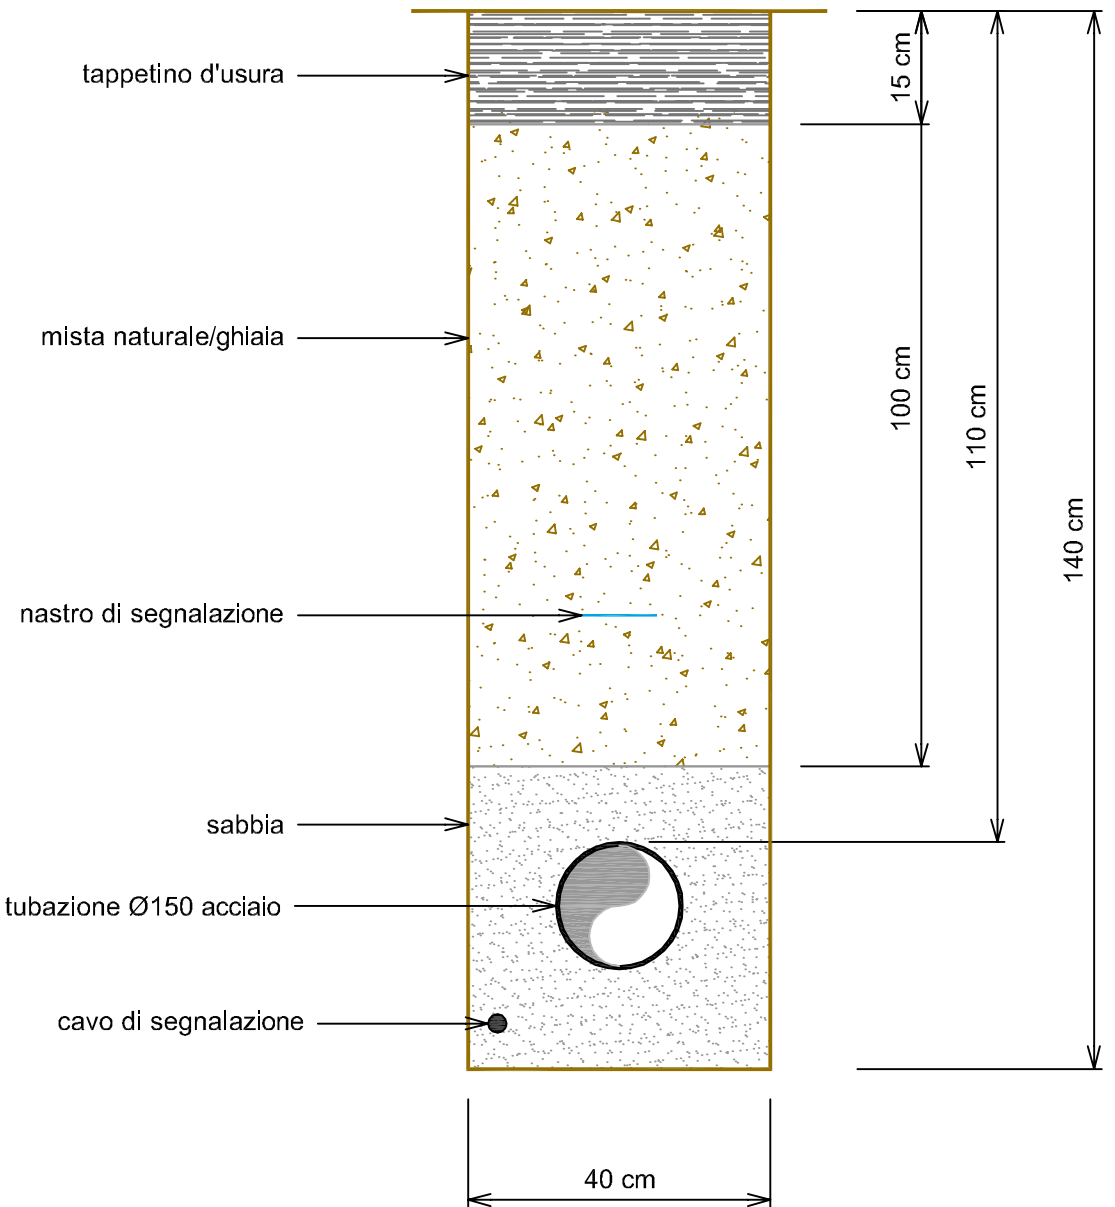 tappetino d'usura
15 cm
mista naturale/ghiaia
100 cm
110 cm
140 cm
nastro di segnalazione
sabbia
tubazione Ø150 acciaio
cavo di segnalazione
40 cm